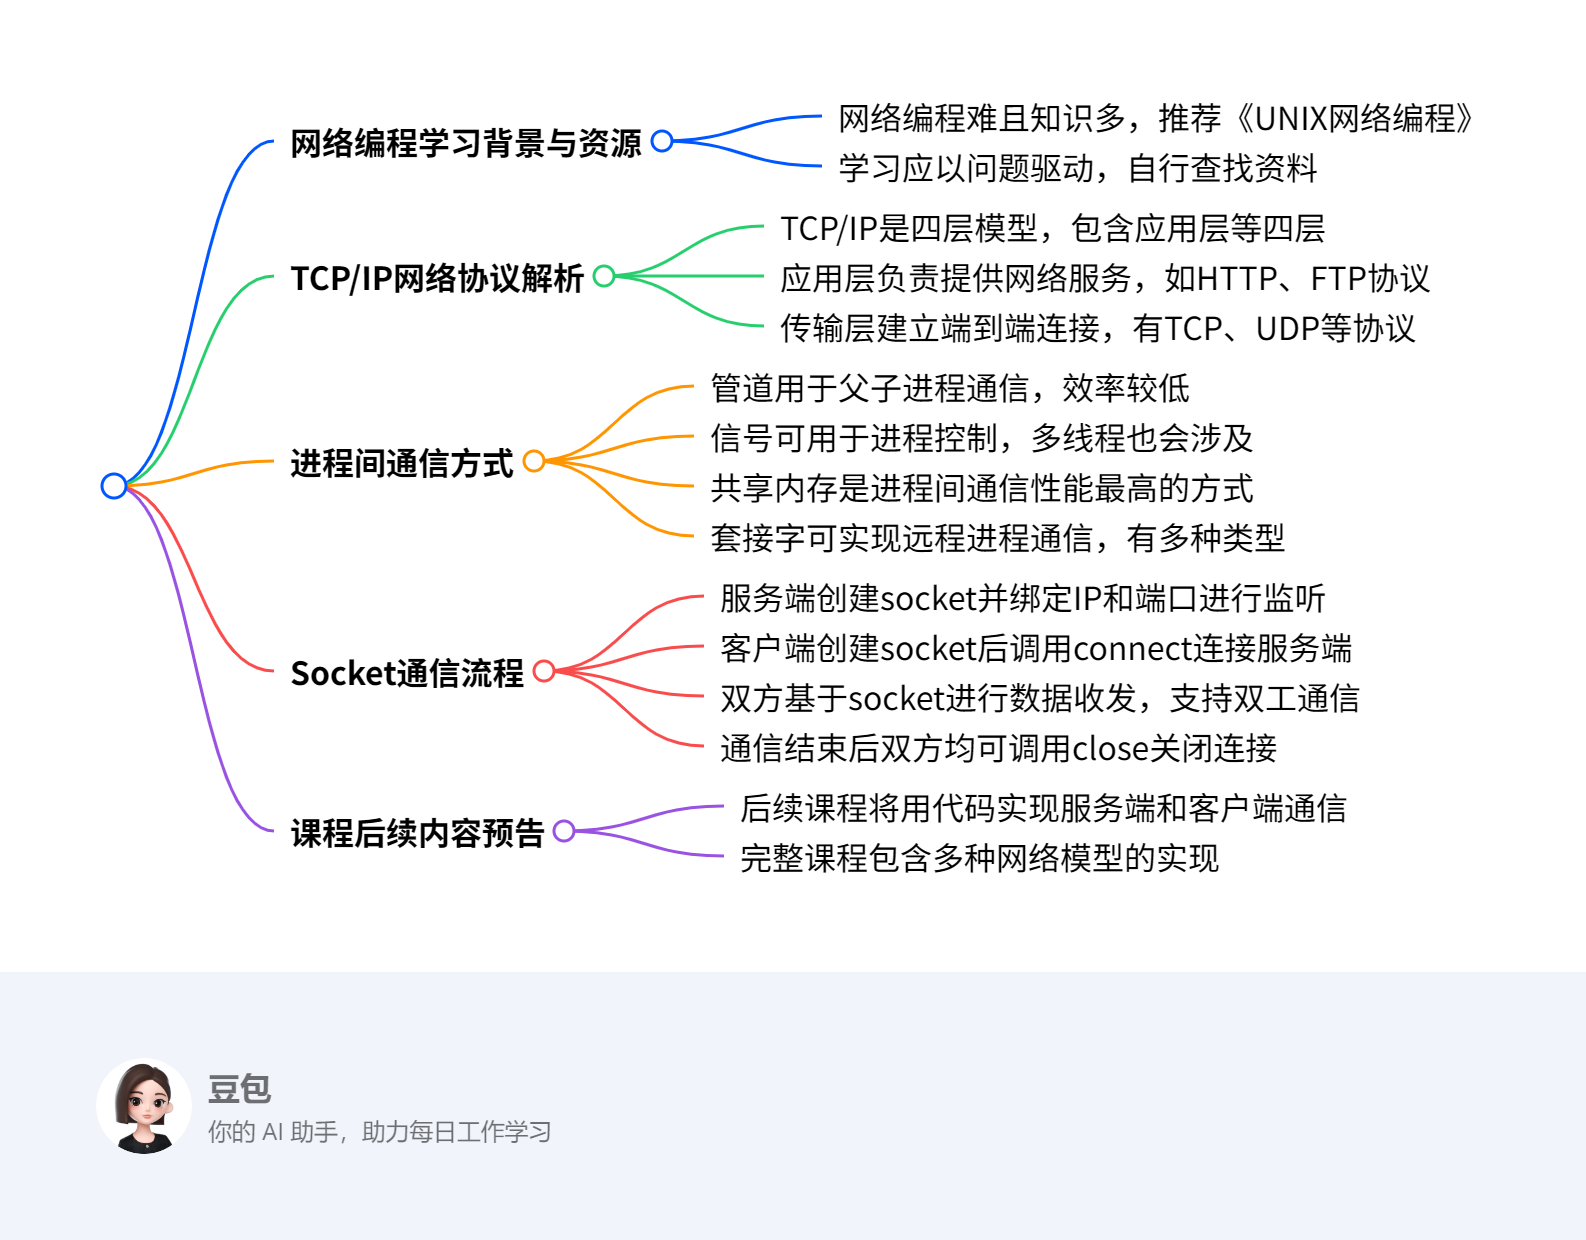 网络编程学习背景与资源
网络编程难且知识多，推荐《UNIX网络编程》
学习应以问题驱动，自行查找资料
TCP/IP网络协议解析
TCP/IP是四层模型，包含应用层等四层
应用层负责提供网络服务，如HTTP、FTP协议
传输层建立端到端连接，有TCP、UDP等协议
进程间通信方式
管道用于父子进程通信，效率较低
信号可用于进程控制，多线程也会涉及
共享内存是进程间通信性能最高的方式
套接字可实现远程进程通信，有多种类型
Socket通信流程
服务端创建socket并绑定IP和端口进行监听
客户端创建socket后调用connect连接服务端
双方基于socket进行数据收发，支持双工通信
通信结束后双方均可调用close关闭连接
课程后续内容预告
后续课程将用代码实现服务端和客户端通信
完整课程包含多种网络模型的实现
豆包
你的 AI 助手，助力每日工作学习